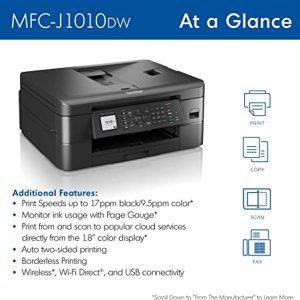 MFC-J1010DW
At a Glance
brother
PRINT
COPY
SCAN
FAX
Additional Features:
• Print Speeds up to 17ppm black/9.5ppm color*
• Monitor ink usage with Page Gauge*
• Print from and scan to popular cloud services
directly from the 1.8" color display*
• Auto two-sided printing
• Borderless Printing
• Wireless*, Wi-Fi Direct®, and USB connectivity
*Scroll Down to "From The Manufacturer" to Learn More